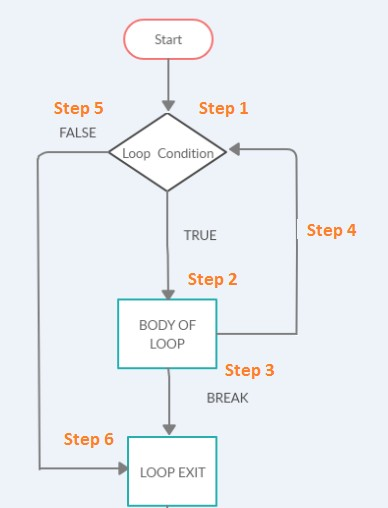 Start
Step 5
Step 1
FALSE
Loop Condition
TRUE
Step 4
Step 2
BODY OF
LOOP
Step 3
BREAK
Step 6
LOOP EXIT